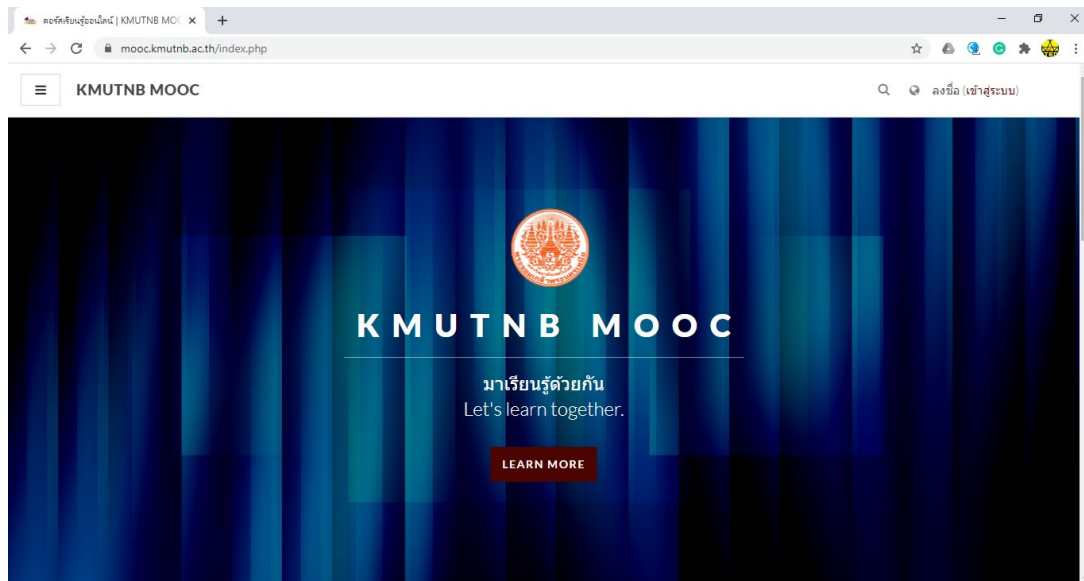 คอร์สเรียนรู้ออนไลน์ | KMUTNB MOO
mooc.kmutnb.ac.th/index.php
KMUTNB MOOC
ลงชื่อ (เข้าสู่ระบบ)
KMUTNB MOOC
มาเรียนรู้ด้วยกัน
Let's learn together.
LEARN MORE